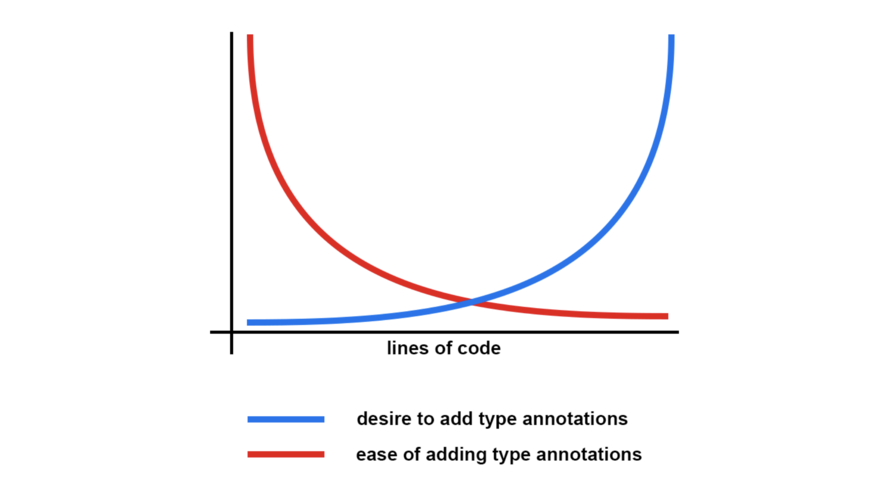 lines of code
desire to add type annotations
ease of adding type annotations